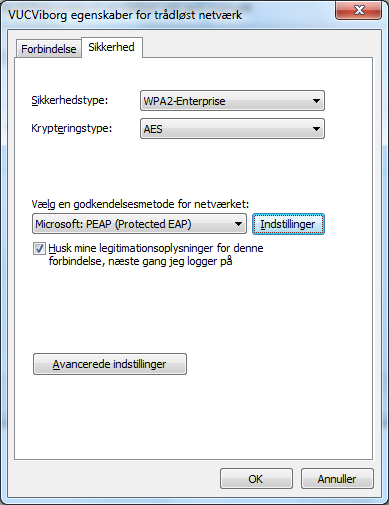 VUCViborg egenskaber for trådløst netværk
Forbindelse Sikkerhed
Sikkerhedstype: WPA2-Enterprise
Krypteringstype: AES
Vælg en godkendelsesmetode for netværket:
Microsoft: PEAP (Protected EAP) Indstillinger
Husk mine legitimationsoplysninger for denne
forbindelse, næste gang jeg logger på
Avancerede indstillinger
OK Annuller